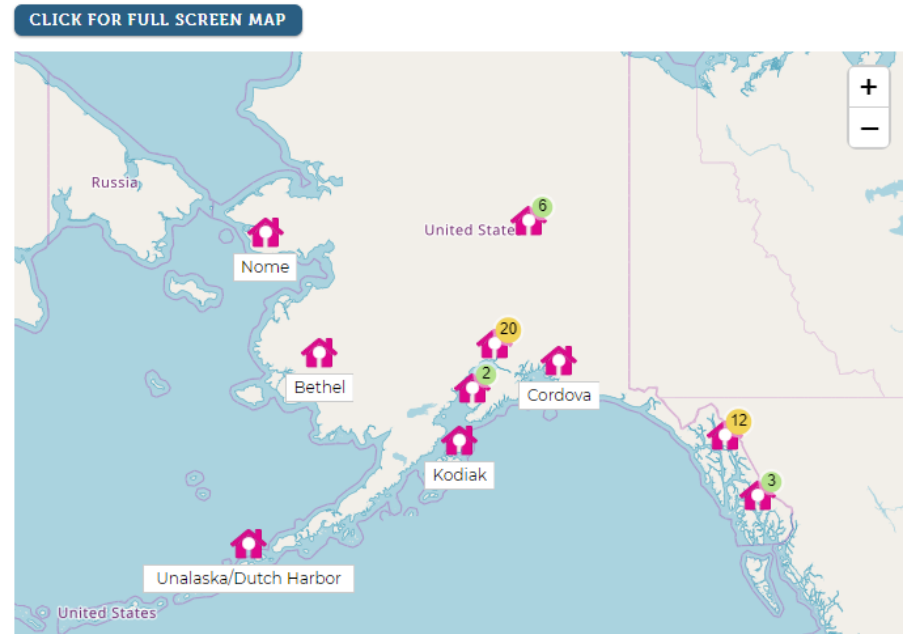 CLICK FOR FULL SCREEN MAP
+
−
Russia
6
United State
Nome
20
2
Bethel
Cordova
12
Kodiak
3
Unalaska/Dutch Harbor
United States